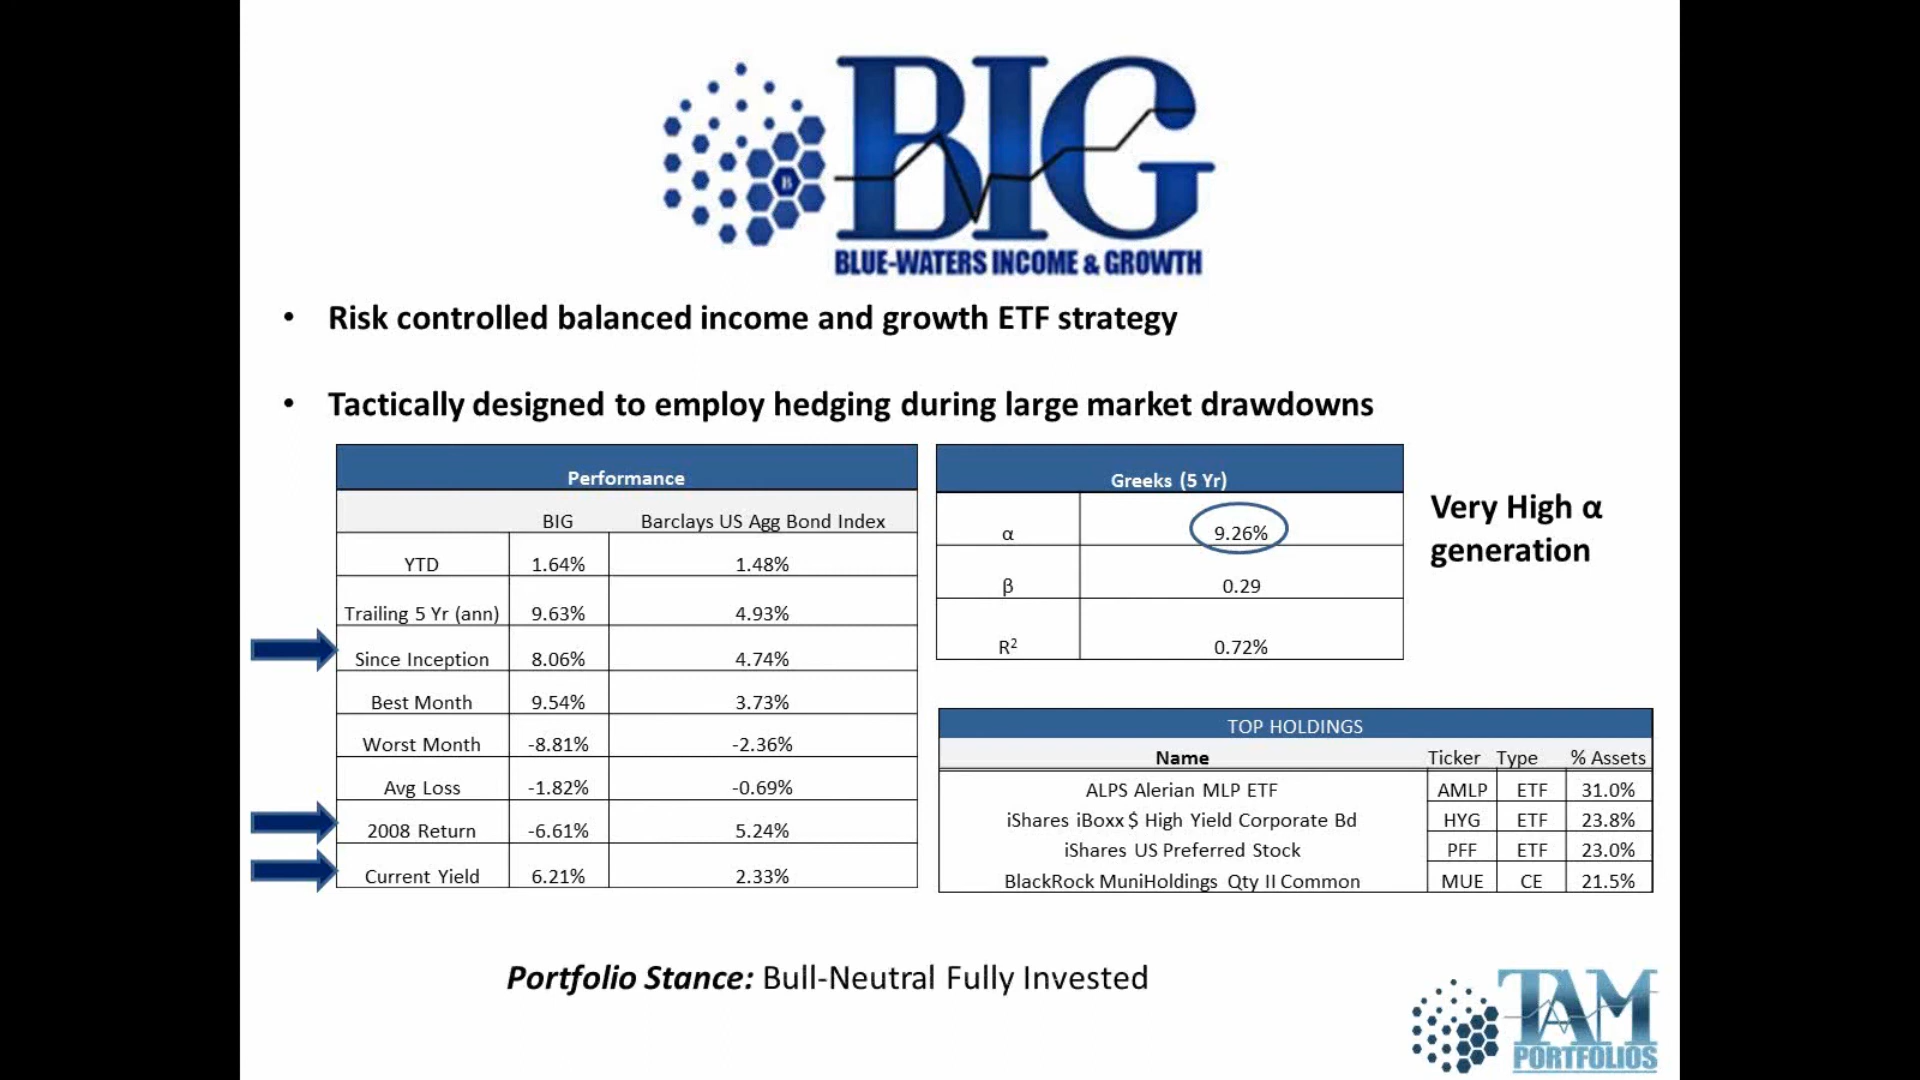 BIG
B
BLUE-WATERS INCOME & GROWTH
• Risk controlled balanced income and growth ETF strategy
• Tactically designed to employ hedging during large market drawdowns
Performance
BIG Barclays US Agg Bond Index
YTD 1.64% 1.48%
Trailing 5 Yr (ann) 9.63% 4.93%
Since Inception 8.06% 4.74%
Best Month 9.54% 3.73%
Worst Month -8.81% -2.36%
Avg Loss -1.82% -0.69%
2008 Return -6.61% 5.24%
Current Yield 6.21% 2.33%
Greeks (5 Yr)
α 9.26%
β 0.29
R² 0.72%
Very High α
generation
TOP HOLDINGS
Name Ticker Type % Assets
ALPS Alerian MLP ETF AMLP ETF 31.0%
iShares iBoxx $ High Yield Corporate Bd HYG ETF 23.8%
iShares US Preferred Stock PFF ETF 23.0%
BlackRock MuniHoldings Qty II Common MUE CE 21.5%
Portfolio Stance: Bull-Neutral Fully Invested
TAM
PORTFOLIOS